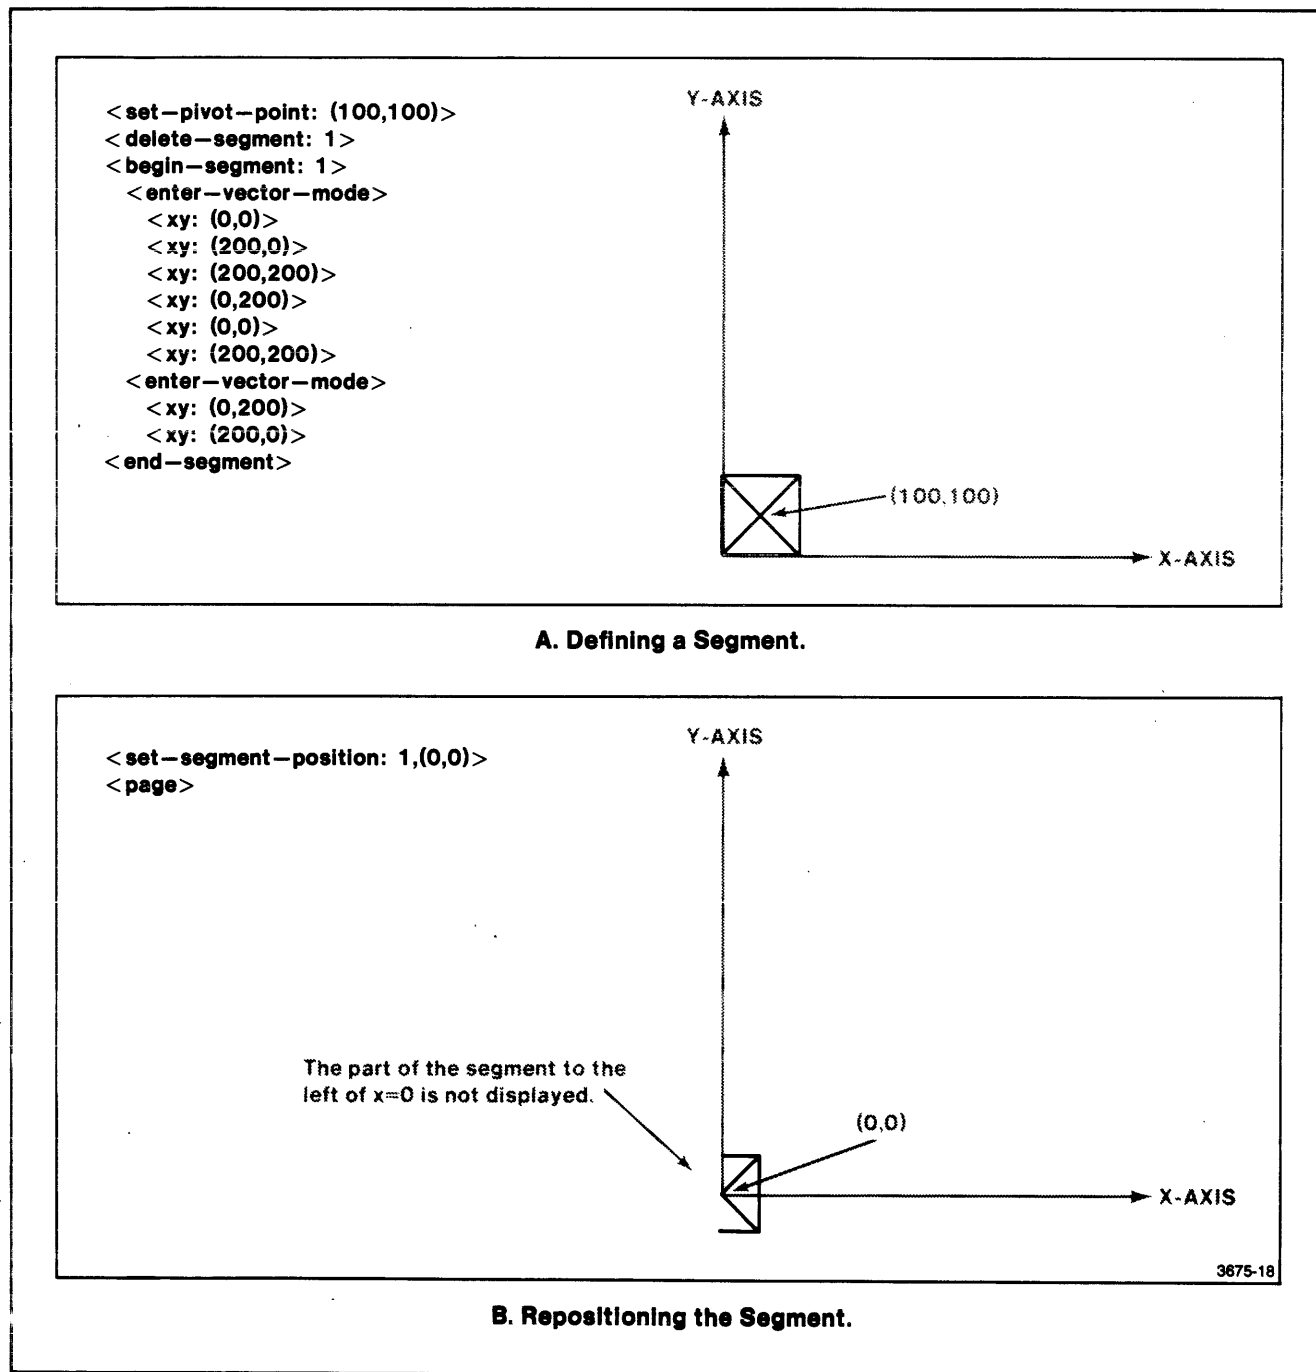 <set—pivot—point: (100,100)>
<delete—segment: 1>
<begin—segment: 1>
<enter—vector—mode>
<xy: (0,0)>
<xy: (200,0)>
<xy: (200,200)>
<xy: (0,200)>
<xy: (0,0)>
<xy: (200,200)>
<enter—vector—mode>
<xy: (0,200)>
<xy: (200,0)>
<end—segment>
Y-AXIS
(100,100)
X-AXIS
A. Defining a Segment.
<set—segment—position: 1,(0,0)>
<page>
Y-AXIS
The part of the segment to the
left of x=0 is not displayed.
(0,0)
X-AXIS
3675-18
B. Repositioning the Segment.